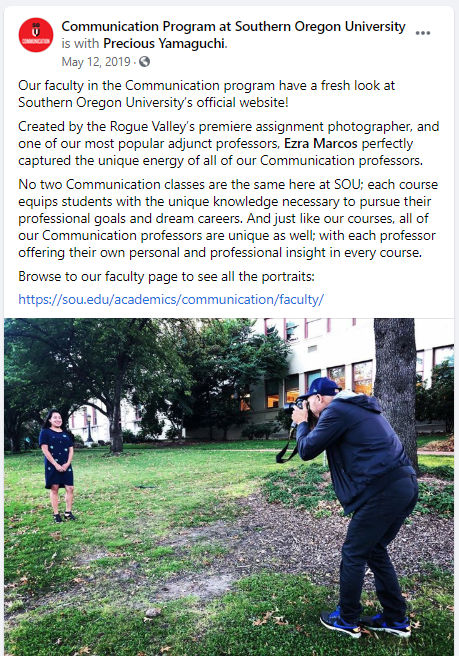 SO
U
COMMUNICATION
Communication Program at Southern Oregon University
is with Precious Yamaguchi.
May 12, 2019 ·
Our faculty in the Communication program have a fresh look at
Southern Oregon University's official website!
Created by the Rogue Valley's premiere assignment photographer, and
one of our most popular adjunct professors, Ezra Marcos perfectly
captured the unique energy of all of our Communication professors.
No two Communication classes are the same here at SOU; each course
equips students with the unique knowledge necessary to pursue their
professional goals and dream careers. And just like our courses, all of
our Communication professors are unique as well; with each professor
offering their own personal and professional insight in every course.
Browse to our faculty page to see all the portraits:
https://sou.edu/academics/communication/faculty/